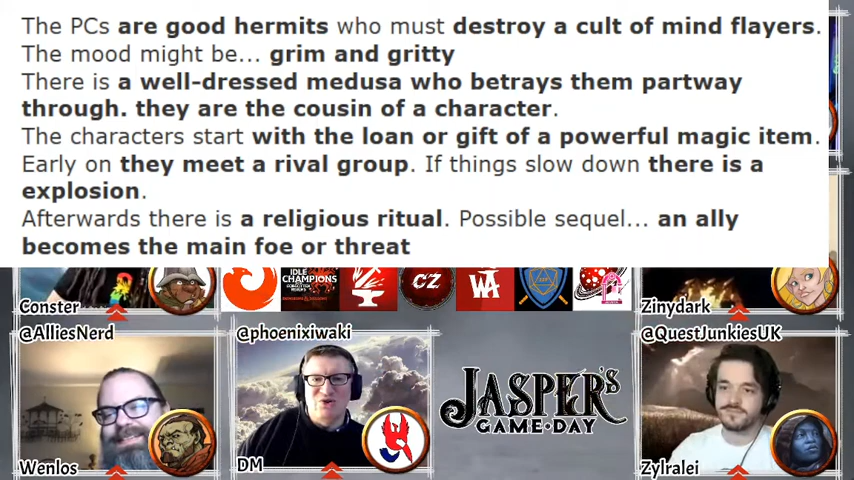 The PCs are good hermits who must destroy a cult of mind flayers.
The mood might be... grim and gritty
There is a well-dressed medusa who betrays them partway
through. they are the cousin of a character.
The characters start with the loan or gift of a powerful magic item.
Early on they meet a rival group. If things slow down there is a
explosion.
Afterwards there is a religious ritual. Possible sequel... an ally
becomes the main foe or threat
IDLE
CHAMPIONS
CZ
WA
Conster
Zinydark
@AlliesNerd
@phoenixiwaki
@QuestJunkiesUK
JASPER'S
GAME·DAY
Wenlos
DM
Zylralei